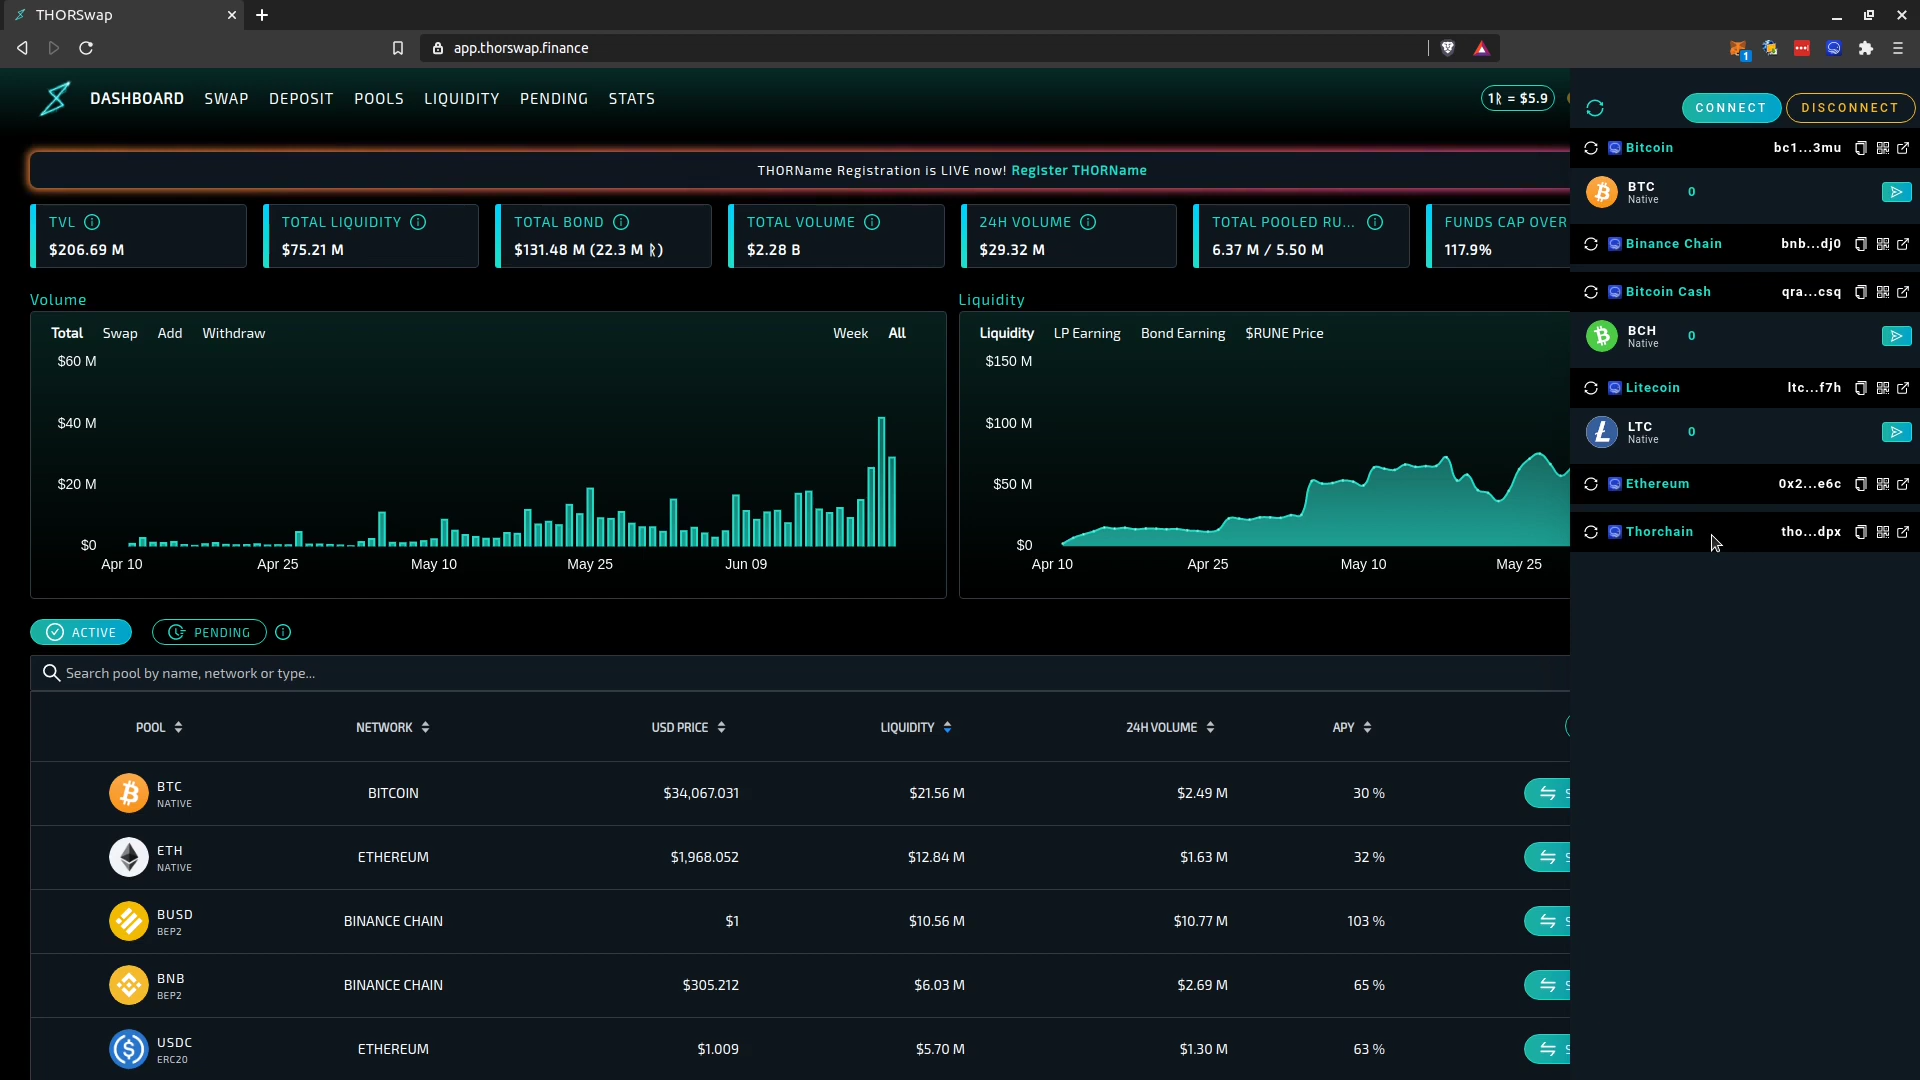 THORSwap
app.thorswap.finance
1
DASHBOARD SWAP DEPOSIT POOLS LIQUIDITY PENDING STATS
1ᚱ = $5.9
CONNECT DISCONNECT
THORName Registration is LIVE now! Register THORName
TVL
$206.69 M
TOTAL LIQUIDITY
$75.21 M
TOTAL BOND
$131.48 M (22.3 M ᚱ)
TOTAL VOLUME
$2.28 B
24H VOLUME
$29.32 M
TOTAL POOLED RU...
6.37 M / 5.50 M
FUNDS CAP OVER
117.9%
Volume
Total Swap Add Withdraw Week All
$60 M
$40 M
$20 M
$0
Apr 10 Apr 25 May 10 May 25 Jun 09
Liquidity
Liquidity LP Earning Bond Earning $RUNE Price
$150 M
$100 M
$50 M
$0
Apr 10 Apr 25 May 10 May 25
ACTIVE PENDING
Search pool by name, network or type...
POOL NETWORK USD PRICE LIQUIDITY 24H VOLUME APY
BTC
NATIVE
BITCOIN $34,067.031 $21.56 M $2.49 M 30 %
ETH
NATIVE
ETHEREUM $1,968.052 $12.84 M $1.63 M 32 %
BUSD
BEP2
BINANCE CHAIN $1 $10.56 M $10.77 M 103 %
BNB
BEP2
BINANCE CHAIN $305.212 $6.03 M $2.69 M 65 %
USDC
ERC20
ETHEREUM $1.009 $5.70 M $1.30 M 63 %
Bitcoin bc1...3mu
BTC
Native
0
Binance Chain bnb...dj0
Bitcoin Cash qra...csq
BCH
Native
0
Litecoin ltc...f7h
LTC
Native
0
Ethereum 0x2...e6c
Thorchain tho...dpx